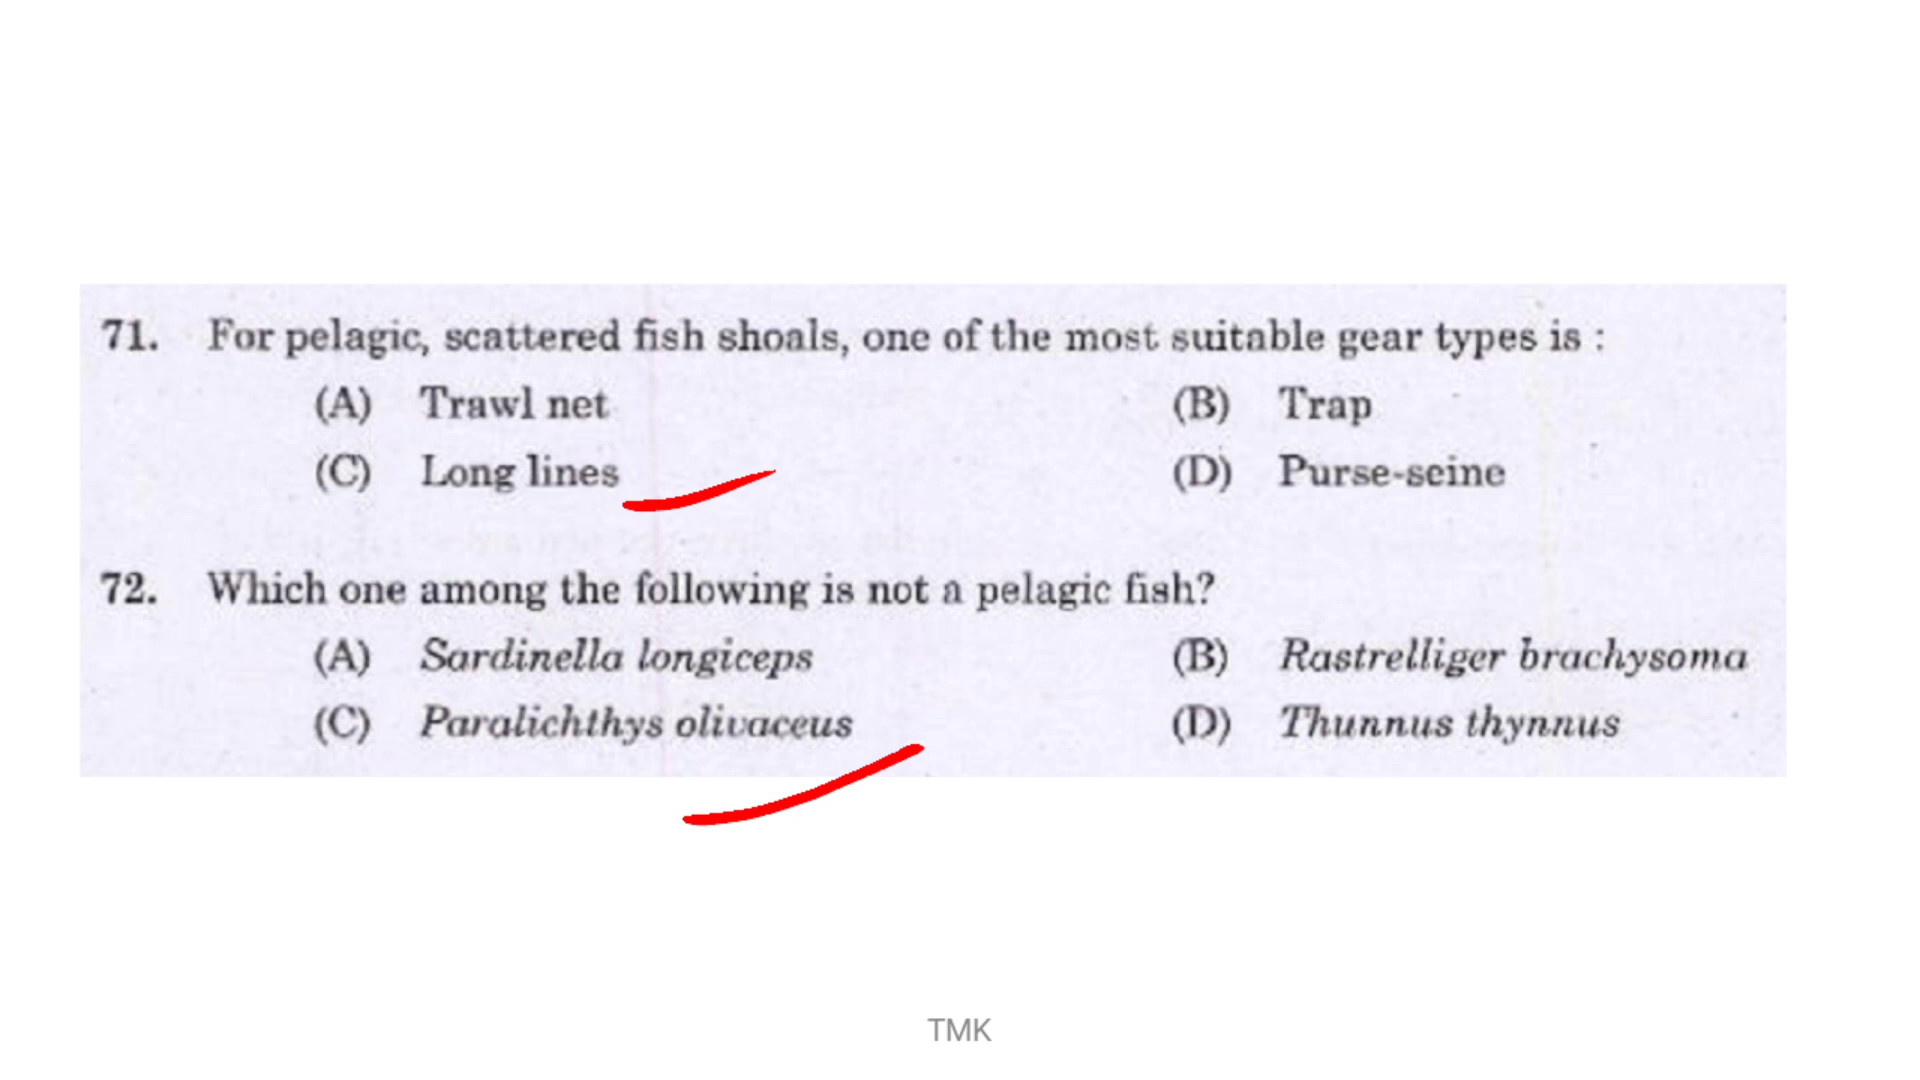 71. For pelagic, scattered fish shoals, one of the most suitable gear types is :
(A) Trawl net (B) Trap
(C) Long lines (D) Purse-seine
72. Which one among the following is not a pelagic fish?
(A) Sardinella longiceps (B) Rastrelliger brachysoma
(C) Paralichthys olivaceus (D) Thunnus thynnus
TMK